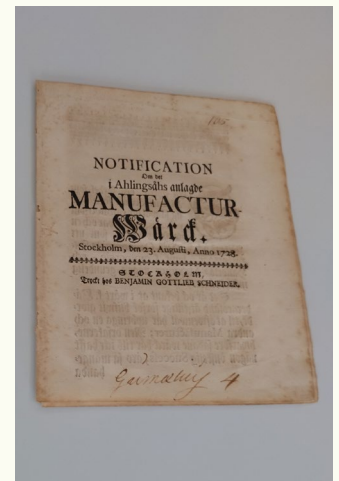 NOTIFICATION
Om det
i Ahlingsåhs anlagde
MANUFACTUR-
Wärck.
Stockholm, den 23. Augusti, Anno 1728.
STOCKHOLM,
Tryckt hos BENJAMIN GOTTLIEB SCHNEIDER.
4